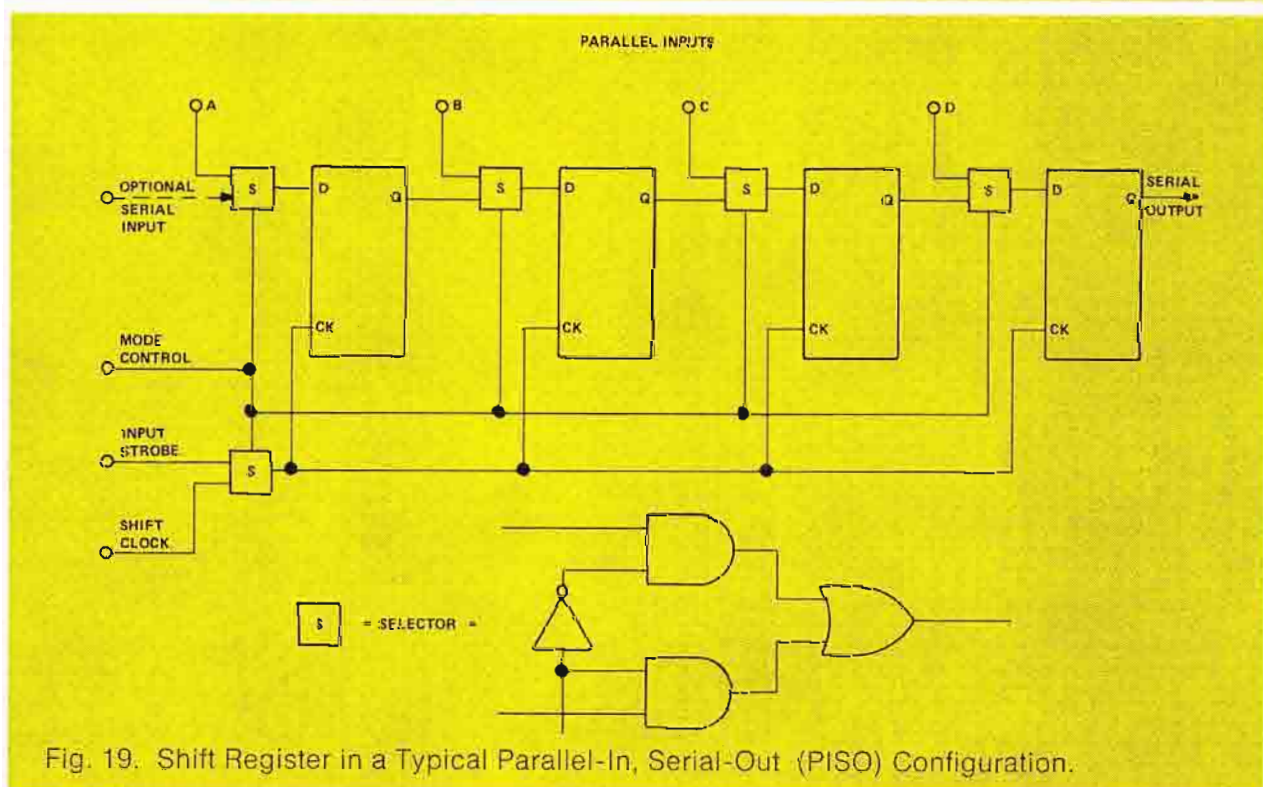 PARALLEL INPUTS
A
B
C
D
OPTIONAL
SERIAL
INPUT
S
D
Q
S
D
Q
S
D
Q
S
D
Q
SERIAL
OUTPUT
CK
CK
CK
CK
MODE
CONTROL
INPUT
STROBE
S
SHIFT
CLOCK
S = SELECTOR =
Fig. 19. Shift Register in a Typical Parallel-In, Serial-Out (PISO) Configuration.